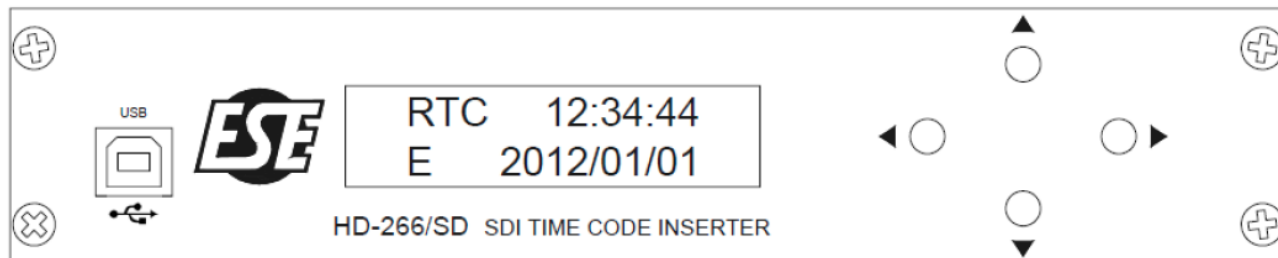 USB
ESE
RTC 12:34:44
E 2012/01/01
HD-266/SD SDI TIME CODE INSERTER